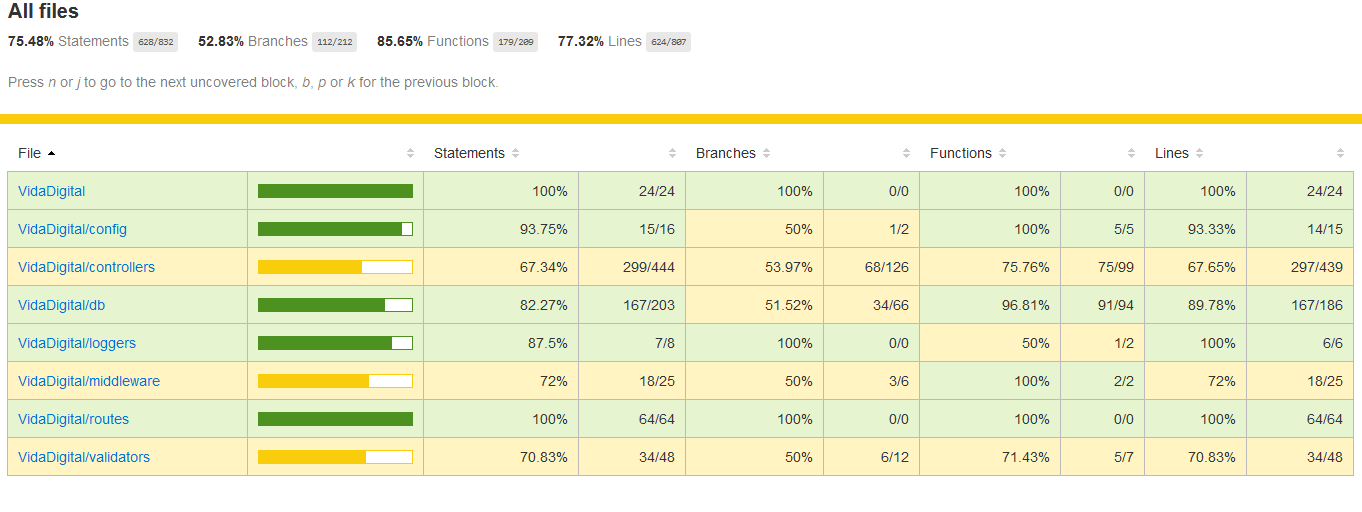 All files
75.48% Statements 628/832 52.83% Branches 112/212 85.65% Functions 179/209 77.32% Lines 624/807
Press n or j to go to the next uncovered block, b, p or k for the previous block.
File Statements Branches Functions Lines
VidaDigital 100% 24/24 100% 0/0 100% 0/0 100% 24/24
VidaDigital/config 93.75% 15/16 50% 1/2 100% 5/5 93.33% 14/15
VidaDigital/controllers 67.34% 299/444 53.97% 68/126 75.76% 75/99 67.65% 297/439
VidaDigital/db 82.27% 167/203 51.52% 34/66 96.81% 91/94 89.78% 167/186
VidaDigital/loggers 87.5% 7/8 100% 0/0 50% 1/2 100% 6/6
VidaDigital/middleware 72% 18/25 50% 3/6 100% 2/2 72% 18/25
VidaDigital/routes 100% 64/64 100% 0/0 100% 0/0 100% 64/64
VidaDigital/validators 70.83% 34/48 50% 6/12 71.43% 5/7 70.83% 34/48